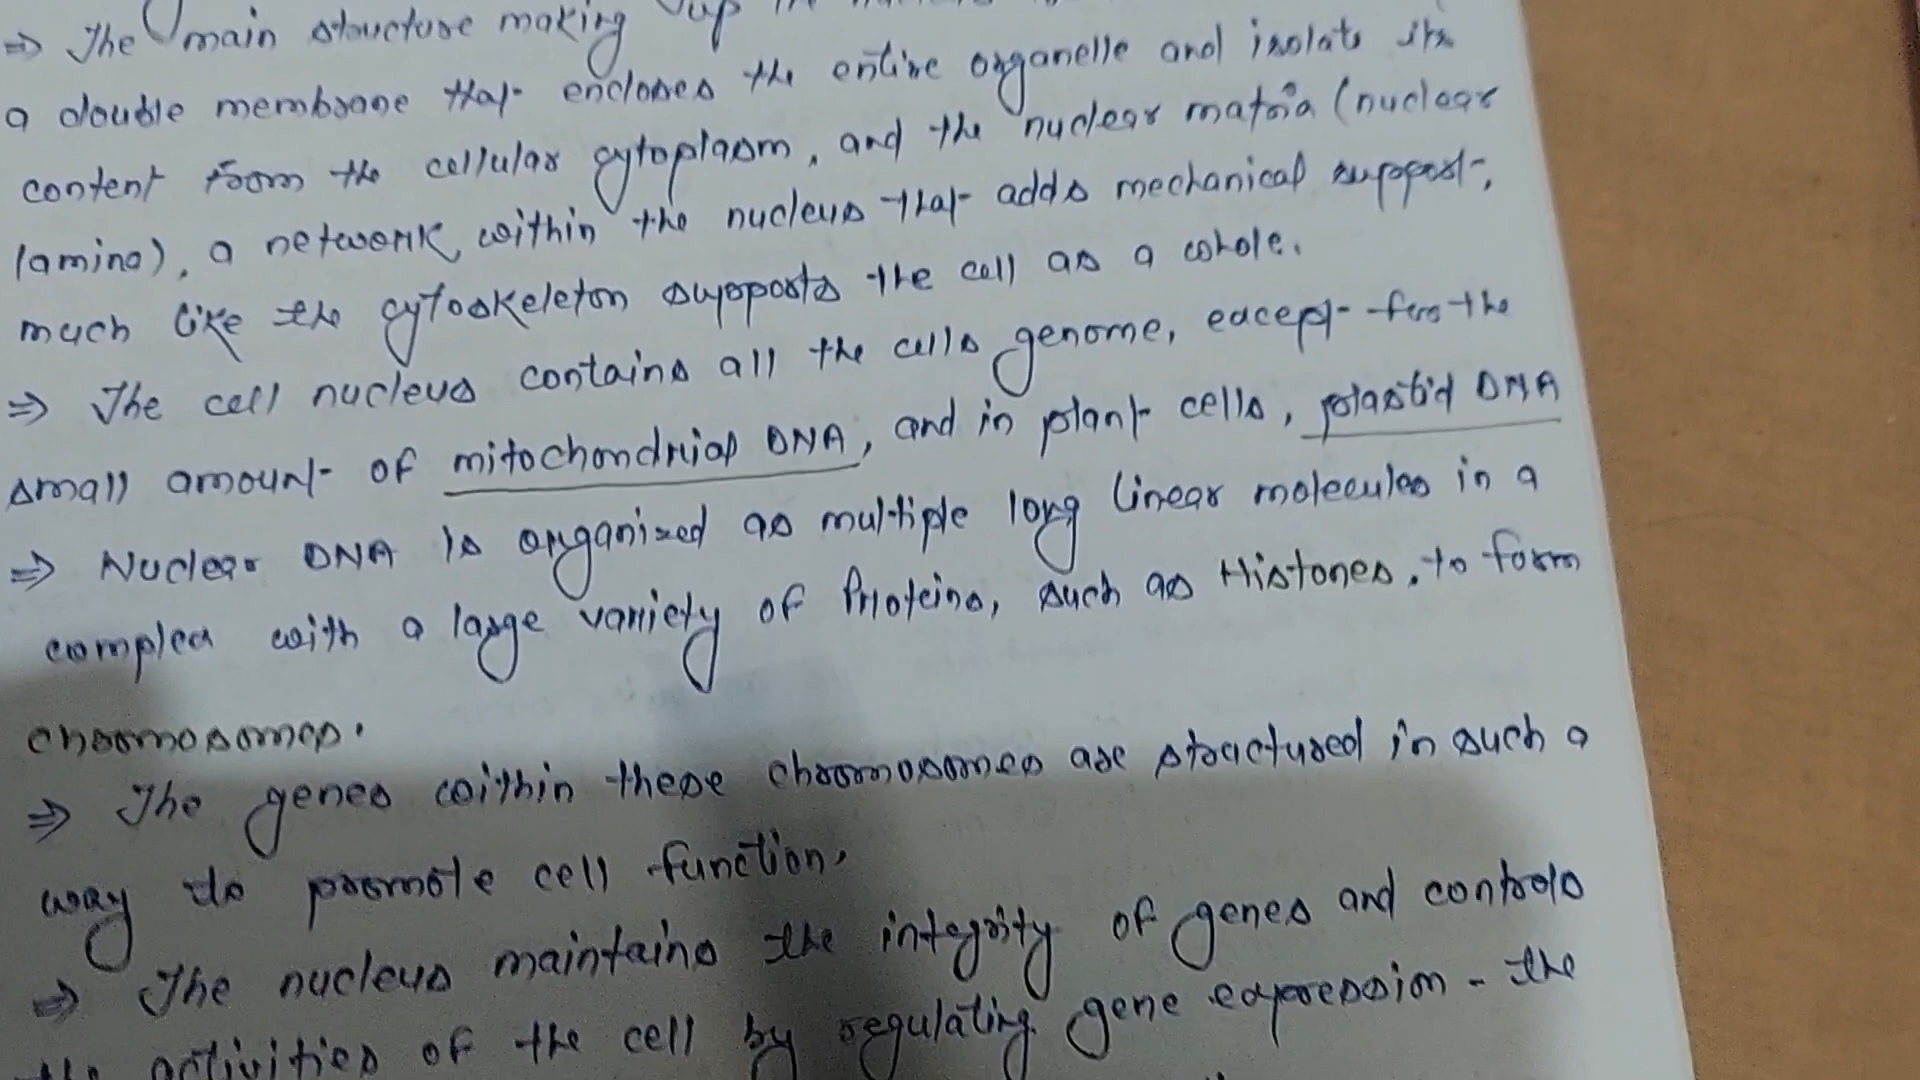 ⇒ The main structure making up the
a double membrane that encloses the entire organelle and isolats its
content from the cellular cytoplasm, and the nuclear matria (nuclear
lamina), a network within the nucleus that adds mechanical support,
much like the cytoskeleton supports the cell as a whole.
⇒ The cell nucleus contains all the cells genome, except for the
small amount of mitochondrial DNA, and in plant cells, plastid DNA
⇒ Nuclear DNA is organized as multiple long linear molecules in a
complex with a large variety of Proteins, such as Histones, to form
chromosomes.
⇒ The genes within these chromosomes are structured in such a
way to promote cell function.
⇒ The nucleus maintains the integrity of genes and controls
the activities of the cell by regulating gene expression - the